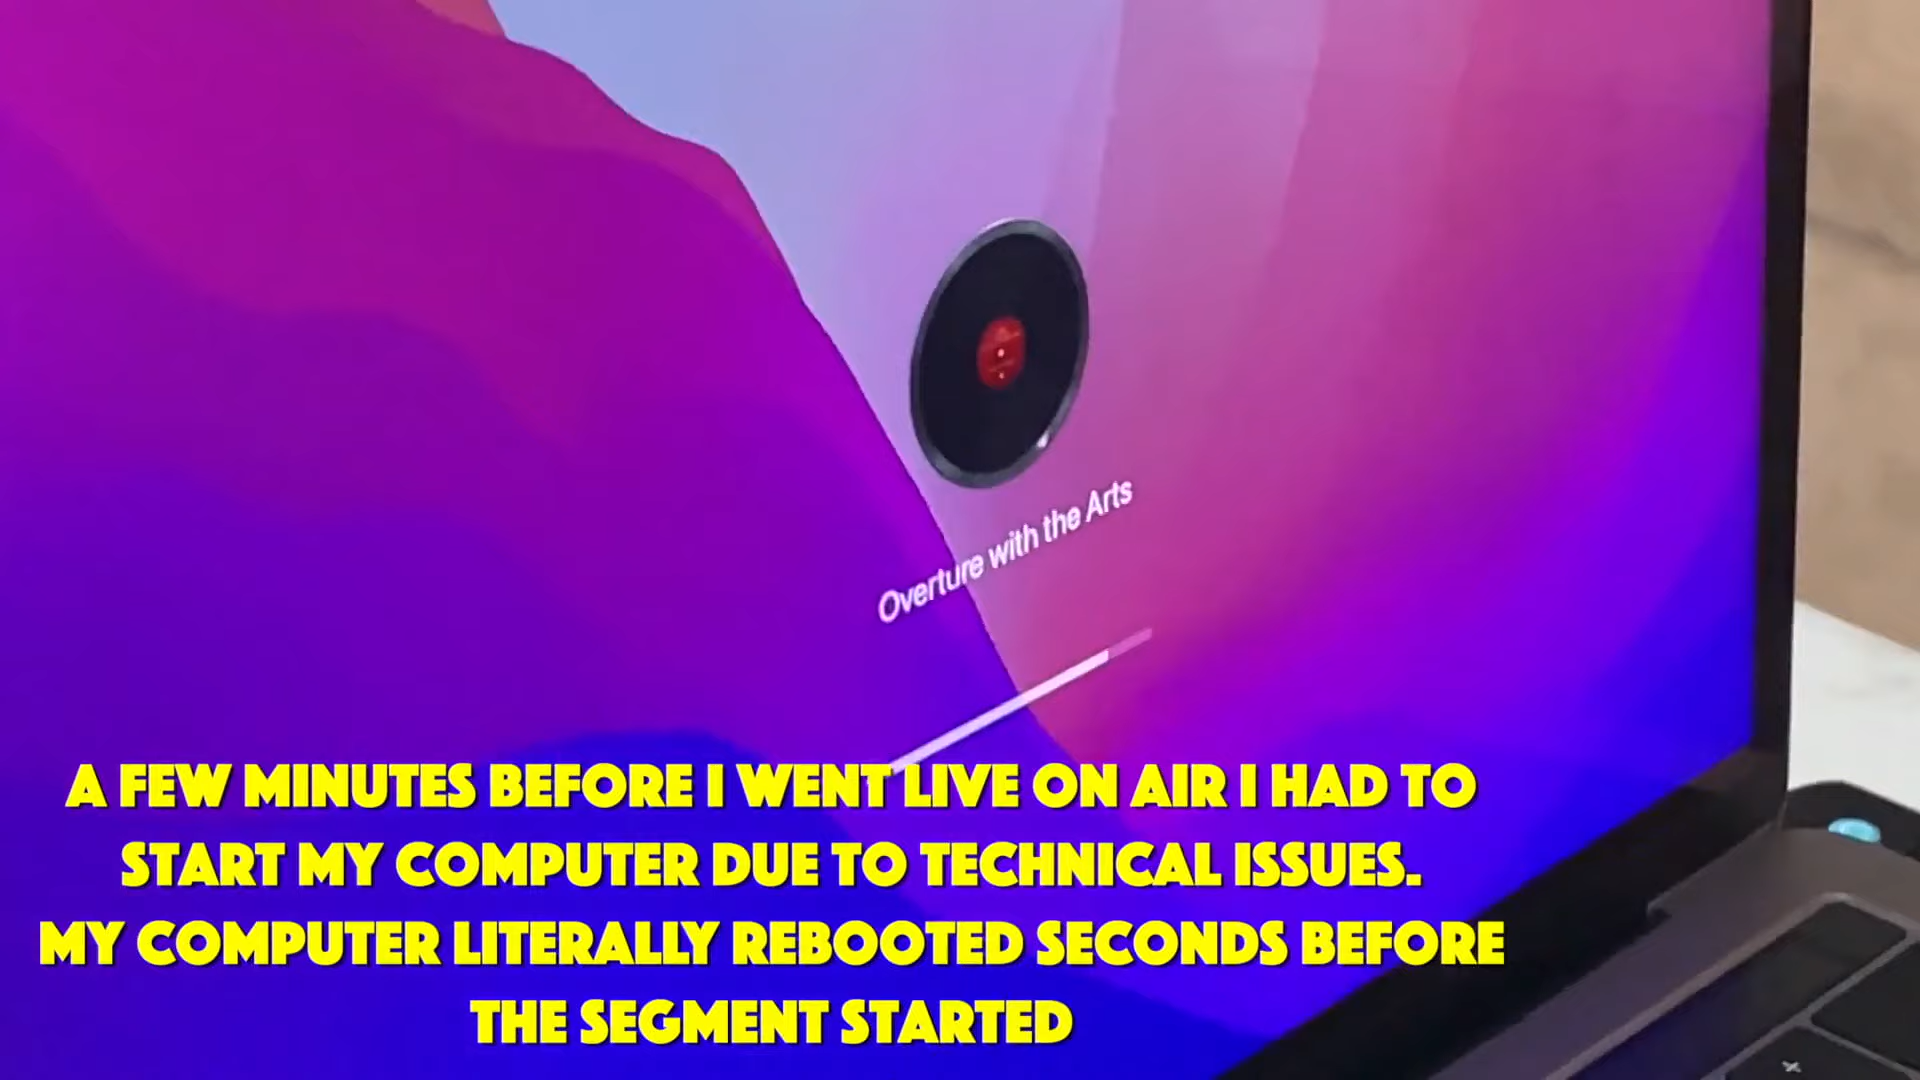 Overture with the Arts
A FEW MINUTES BEFORE I WENT LIVE ON AIR I HAD TO
START MY COMPUTER DUE TO TECHNICAL ISSUES.
MY COMPUTER LITERALLY REBOOTED SECONDS BEFORE
THE SEGMENT STARTED